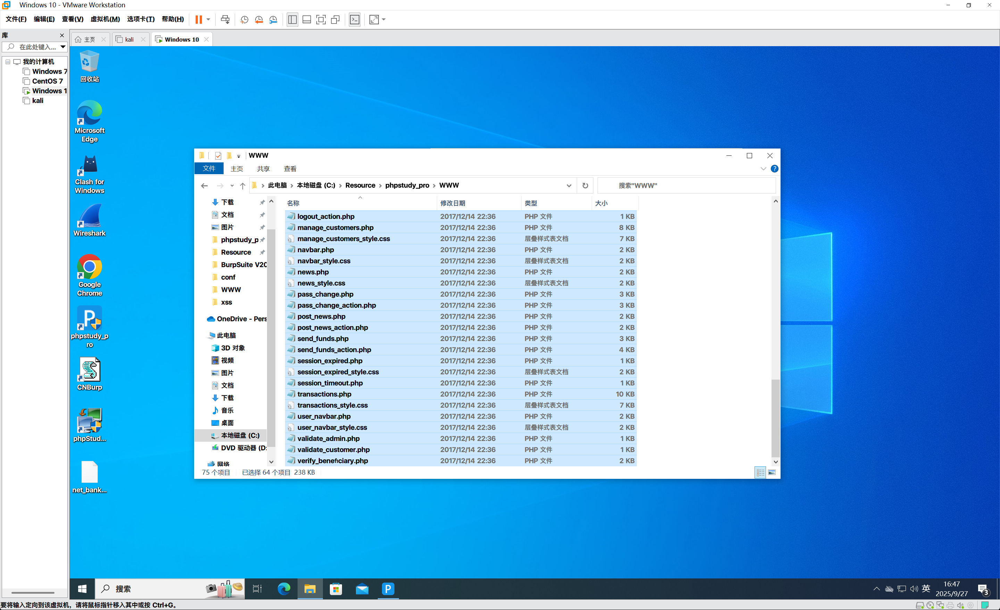 Windows 10 - VMware Workstation
文件(F) 编辑(E) 查看(V) 虚拟机(M) 选项卡(T) 帮助(H)
库
主页 kali Windows 10
在此处键入...
我的计算机
Windows 7
CentOS 7
Windows 1
kali
回收站
Microsoft
Edge
Clash for
Windows
Wireshark
Google
Chrome
phpstudy_p
ro
CNBurp
phpStud...
net_bank...
WWW
文件 主页 共享 查看
此电脑 本地磁盘 (C:) Resource phpstudy_pro WWW
搜索"WWW"
下载
文档
图片
phpstudy_p
Resource
BurpSuite V20
conf
WWW
xss
OneDrive - Pers
此电脑
3D 对象
视频
图片
文档
下载
音乐
桌面
本地磁盘 (C:)
DVD 驱动器 (D:
网络
名称 修改日期 类型 大小
logout_action.php 2017/12/14 22:36 PHP 文件 1 KB
manage_customers.php 2017/12/14 22:36 PHP 文件 8 KB
manage_customers_style.css 2017/12/14 22:36 层叠样式表文档 7 KB
navbar.php 2017/12/14 22:36 PHP 文件 2 KB
navbar_style.css 2017/12/14 22:36 层叠样式表文档 2 KB
news.php 2017/12/14 22:36 PHP 文件 2 KB
news_style.css 2017/12/14 22:36 层叠样式表文档 2 KB
pass_change.php 2017/12/14 22:36 PHP 文件 3 KB
pass_change_action.php 2017/12/14 22:36 PHP 文件 3 KB
post_news.php 2017/12/14 22:36 PHP 文件 2 KB
post_news_action.php 2017/12/14 22:36 PHP 文件 2 KB
send_funds.php 2017/12/14 22:36 PHP 文件 3 KB
send_funds_action.php 2017/12/14 22:36 PHP 文件 4 KB
session_expired.php 2017/12/14 22:36 PHP 文件 1 KB
session_expired_style.css 2017/12/14 22:36 层叠样式表文档 2 KB
session_timeout.php 2017/12/14 22:36 PHP 文件 1 KB
transactions.php 2017/12/14 22:36 PHP 文件 10 KB
transactions_style.css 2017/12/14 22:36 层叠样式表文档 7 KB
user_navbar.php 2017/12/14 22:36 PHP 文件 2 KB
user_navbar_style.css 2017/12/14 22:36 层叠样式表文档 2 KB
validate_admin.php 2017/12/14 22:36 PHP 文件 1 KB
validate_customer.php 2017/12/14 22:36 PHP 文件 1 KB
verify_beneficiary.php 2017/12/14 22:36 PHP 文件 2 KB
75 个项目 已选择 64 个项目 238 KB
搜索
英
16:47
2025/9/27
3
要将输入定向到该虚拟机，请将鼠标指针移入其中或按 Ctrl+G。